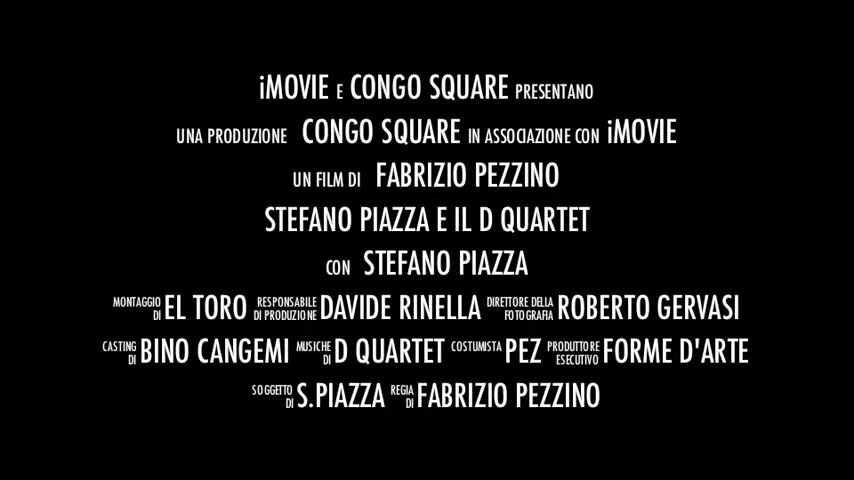 iMOVIE E CONGO SQUARE PRESENTANO
UNA PRODUZIONE CONGO SQUARE IN ASSOCIAZIONE CON iMOVIE
UN FILM DI FABRIZIO PEZZINO
STEFANO PIAZZA E IL D QUARTET
CON STEFANO PIAZZA
MONTAGGIO DI EL TORO RESPONSABILE DI PRODUZIONE DAVIDE RINELLA DIRETTORE DELLA FOTOGRAFIA ROBERTO GERVASI
CASTING DI BINO CANGEMI MUSICHE DI D QUARTET COSTUMISTA PEZ PRODUTTORE ESECUTIVO FORME D'ARTE
SOGGETTO DI S.PIAZZA REGIA DI FABRIZIO PEZZINO